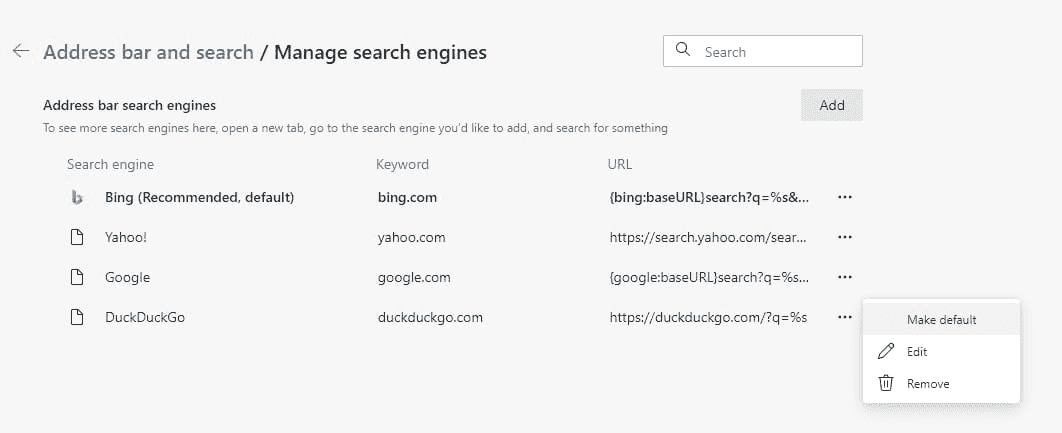 Address bar and search / Manage search engines
Search
Address bar search engines
Add
To see more search engines here, open a new tab, go to the search engine you'd like to add, and search for something
Search engine Keyword URL
Bing (Recommended, default) bing.com {bing:baseURL}search?q=%s&...
Yahoo! yahoo.com https://search.yahoo.com/sear...
Google google.com {google:baseURL}search?q=%s...
DuckDuckGo duckduckgo.com https://duckduckgo.com/?q=%s
Make default
Edit
Remove